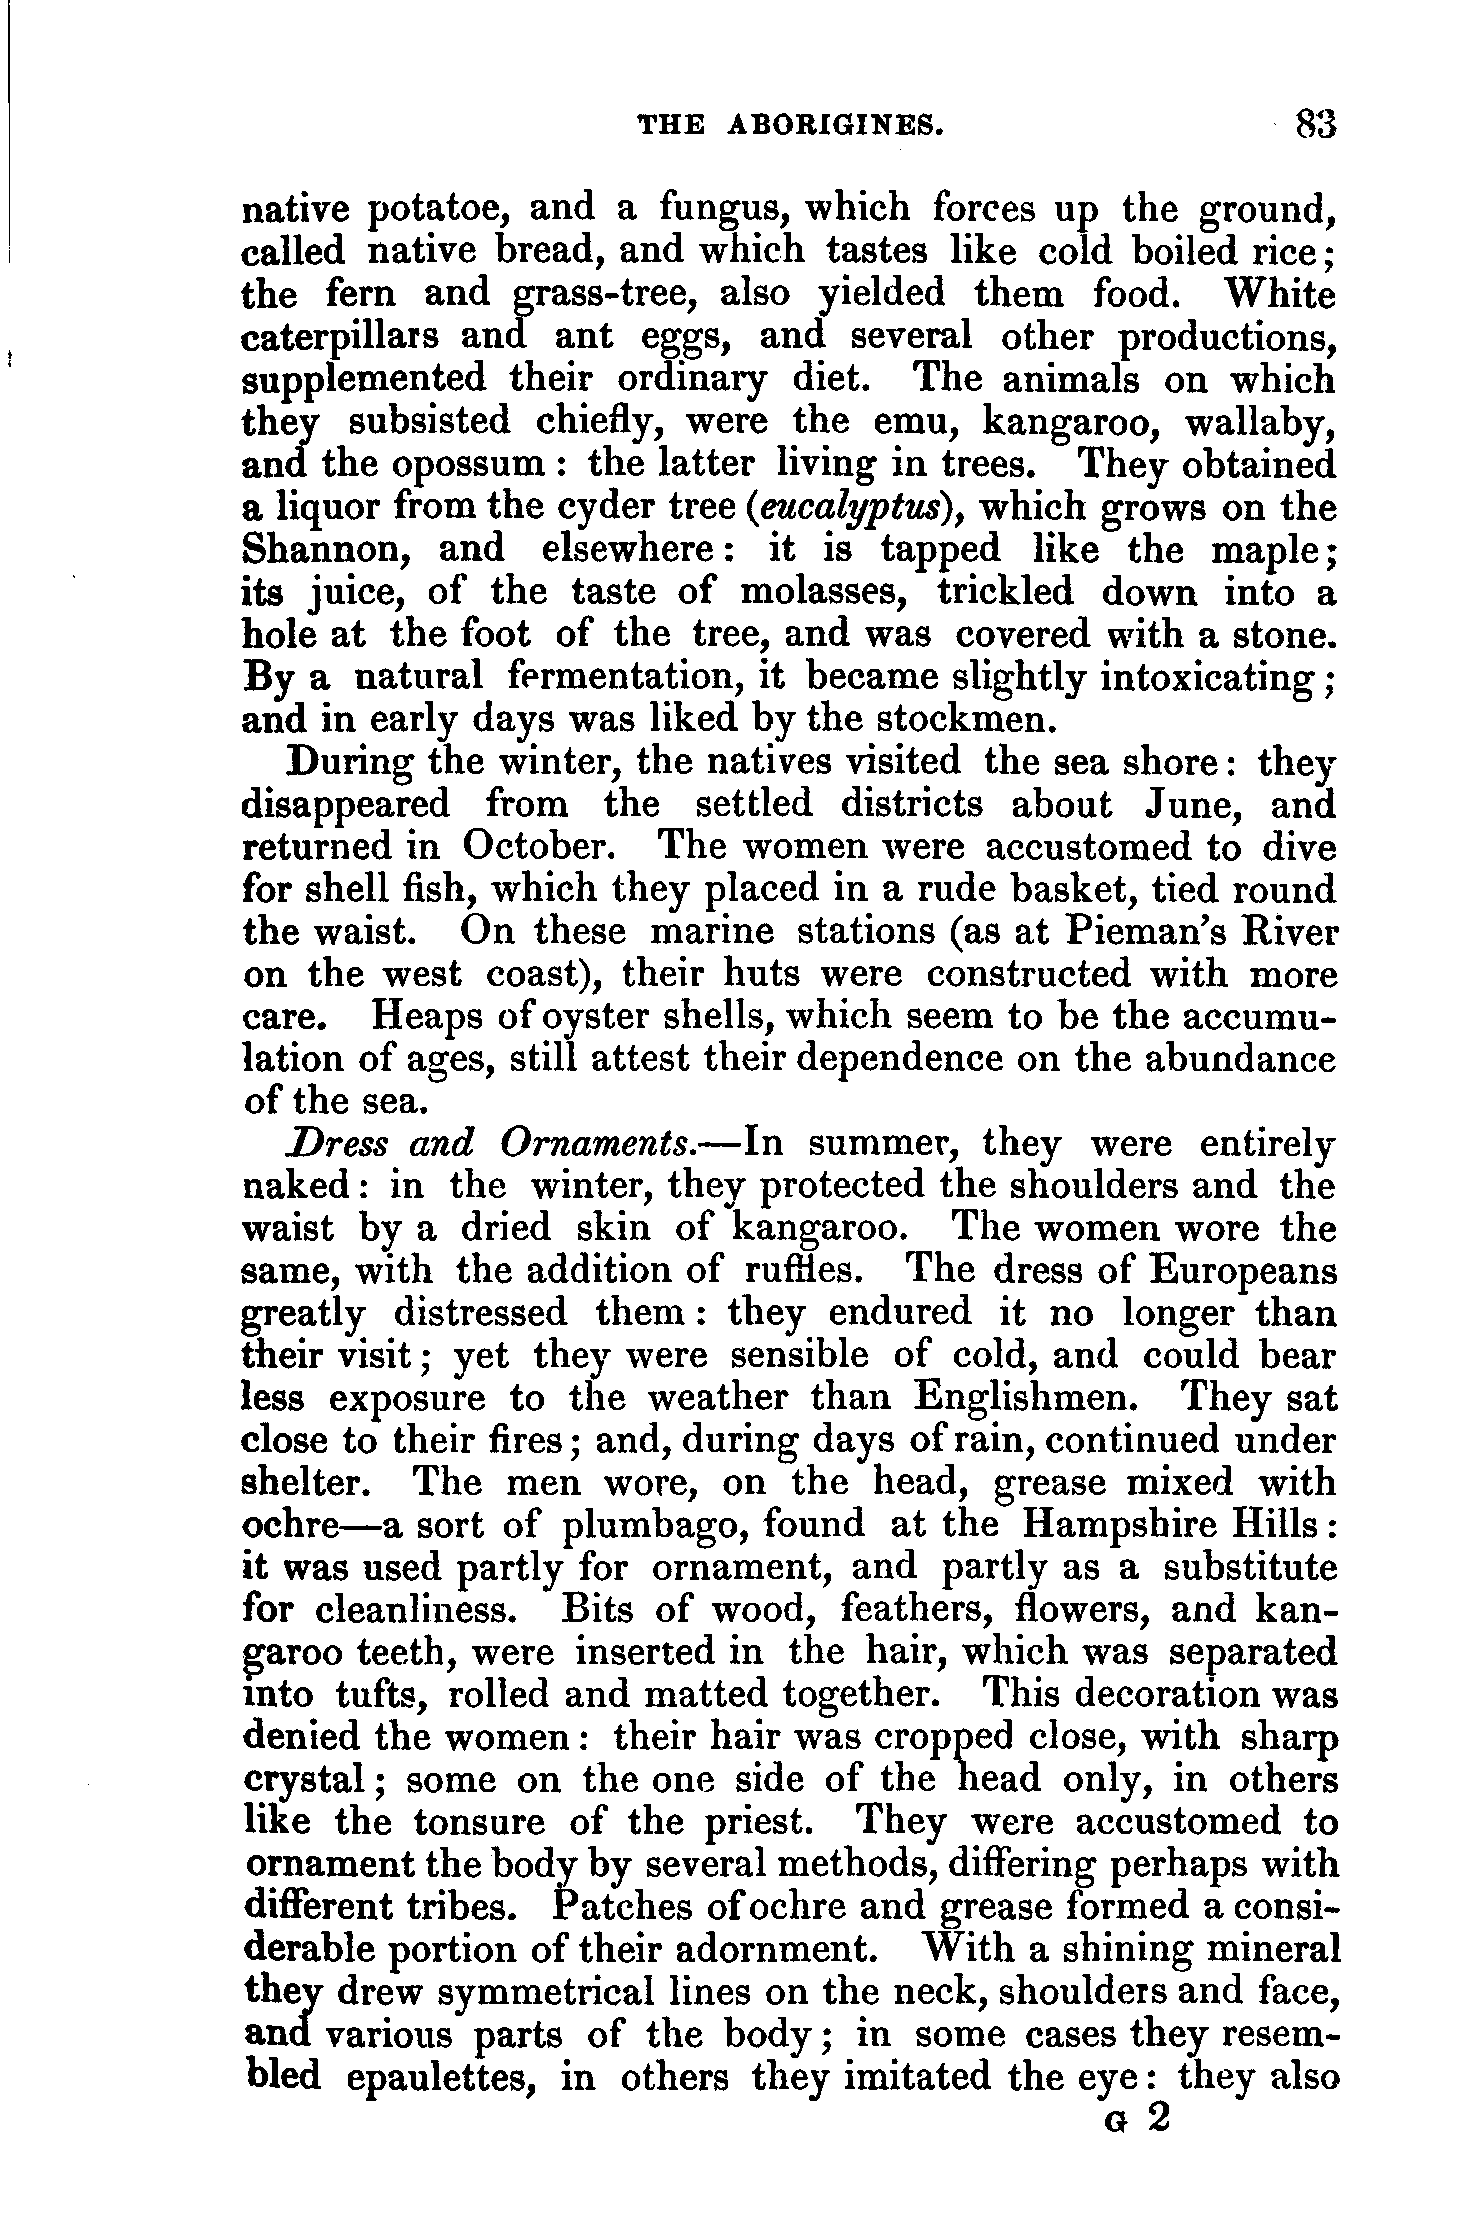 THE ABORIGINES. 83
native potatoe, and a fungus, which forces up the ground,
called native bread, and which tastes like cold boiled rice;
the fern and grass-tree, also yielded them food. White
caterpillars and ant eggs, and several other productions,
supplemented their ordinary diet. The animals on which
they subsisted chiefly, were the emu, kangaroo, wallaby,
and the opossum : the latter living in trees. They obtained
a liquor from the cyder tree (eucalyptus), which grows on the
Shannon, and elsewhere : it is tapped like the maple;
its juice, of the taste of molasses, trickled down into a
hole at the foot of the tree, and was covered with a stone.
By a natural fermentation, it became slightly intoxicating ;
and in early days was liked by the stockmen.
During the winter, the natives visited the sea shore : they
disappeared from the settled districts about June, and
returned in October. The women were accustomed to dive
for shell fish, which they placed in a rude basket, tied round
the waist. On these marine stations (as at Pieman's River
on the west coast), their huts were constructed with more
care. Heaps of oyster shells, which seem to be the accumu-
lation of ages, still attest their dependence on the abundance
of the sea.
Dress and Ornaments.—In summer, they were entirely
naked : in the winter, they protected the shoulders and the
waist by a dried skin of kangaroo. The women wore the
same, with the addition of ruffles. The dress of Europeans
greatly distressed them : they endured it no longer than
their visit ; yet they were sensible of cold, and could bear
less exposure to the weather than Englishmen. They sat
close to their fires ; and, during days of rain, continued under
shelter. The men wore, on the head, grease mixed with
ochre—a sort of plumbago, found at the Hampshire Hills :
it was used partly for ornament, and partly as a substitute
for cleanliness. Bits of wood, feathers, flowers, and kan-
garoo teeth, were inserted in the hair, which was separated
into tufts, rolled and matted together. This decoration was
denied the women : their hair was cropped close, with sharp
crystal ; some on the one side of the head only, in others
like the tonsure of the priest. They were accustomed to
ornament the body by several methods, differing perhaps with
different tribes. Patches of ochre and grease formed a consi-
derable portion of their adornment. With a shining mineral
they drew symmetrical lines on the neck, shoulders and face,
and various parts of the body ; in some cases they resem-
bled epaulettes, in others they imitated the eye : they also
G 2